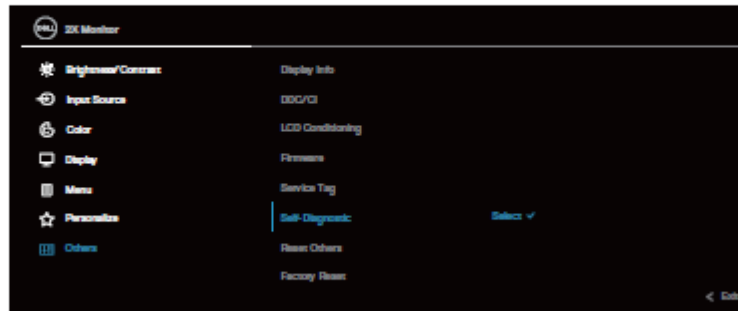 DELL
2X Monitor
Brightness/Contrast
Display Info
Input Source
DDC/CI
Color
LCD Conditioning
Display
Firmware
Menu
Service Tag
Personalize
Self-Diagnostic Select ✓
Others
Reset Others
Factory Reset